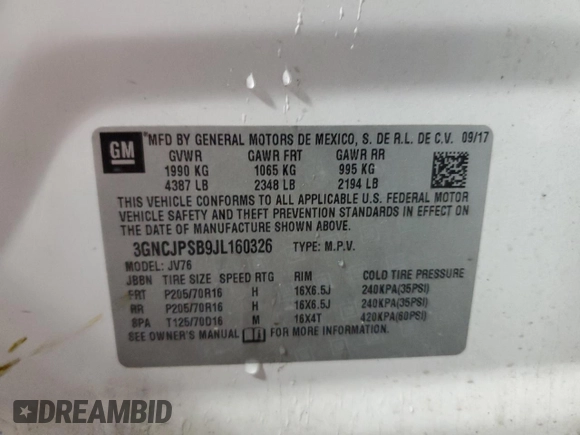 GM
MFD BY GENERAL MOTORS DE MEXICO, S. DE R.L. DE C.V. 09/17
GVWR GAWR FRT GAWR RR
1990 KG 1065 KG 995 KG
4387 LB 2348 LB 2194 LB
THIS VEHICLE CONFORMS TO ALL APPLICABLE U.S. FEDERAL MOTOR
VEHICLE SAFETY AND THEFT PREVENTION STANDARDS IN EFFECT ON
THE DATE OF MANUFACTURE SHOWN ABOVE.
3GNCJPSB9JL160326 TYPE: M.P.V.
MODEL: JV76
JBBN TIRE SIZE SPEED RTG RIM COLD TIRE PRESSURE
FRT P205/70R16 H 16X6.5J 240KPA(35PSI)
RR P205/70R16 H 16X6.5J 240KPA(35PSI)
SPA T125/70D16 M 16X4T 420KPA(60PSI)
SEE OWNER'S MANUAL FOR MORE INFORMATION.
DREAMBID